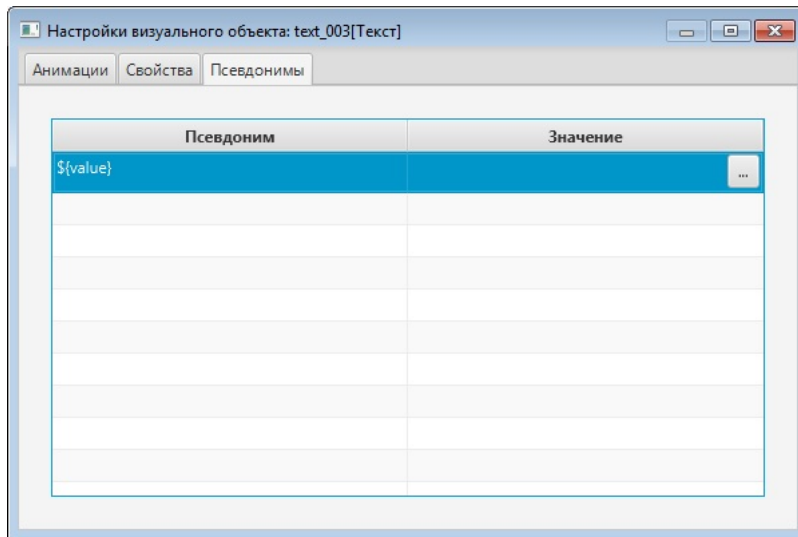 Настройки визуального объекта: text_003[Текст]
Анимации Свойства Псевдонимы
Псевдоним Значение
${value} ...